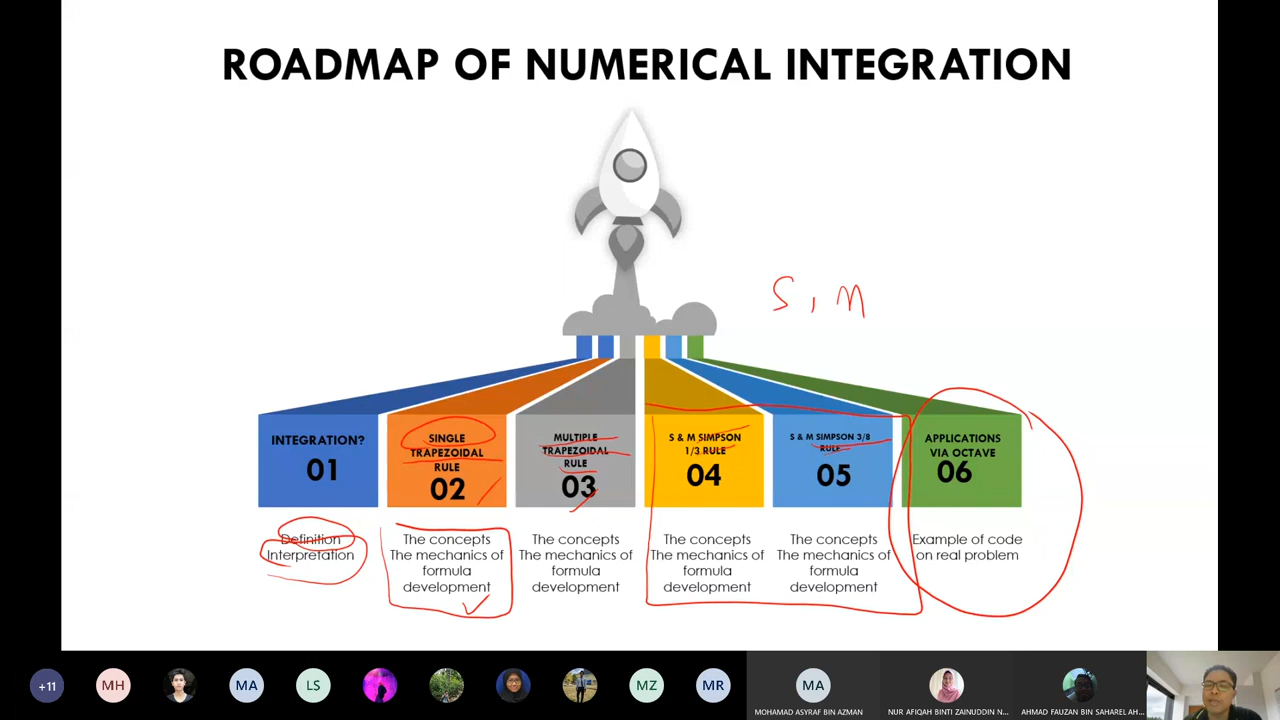 ROADMAP OF NUMERICAL INTEGRATION
S, M
INTEGRATION?
01
SINGLE
TRAPEZOIDAL
RULE
02
MULTIPLE
TRAPEZOIDAL
RULE
03
S & M SIMPSON
1/3 RULE
04
S & M SIMPSON 3/8
RULE
05
APPLICATIONS
VIA OCTAVE
06
Definition
Interpretation
The concepts
The mechanics of
formula
development
The concepts
The mechanics of
formula
development
The concepts
The mechanics of
formula
development
The concepts
The mechanics of
formula
development
Example of code
on real problem
+11
MH
MA
LS
MZ
MR
MA
MOHAMAD ASYRAF BIN AZMAN
NUR AFIQAH BINTI ZAINUDDIN N...
AHMAD FAUZAN BIN SAHAREL AH...